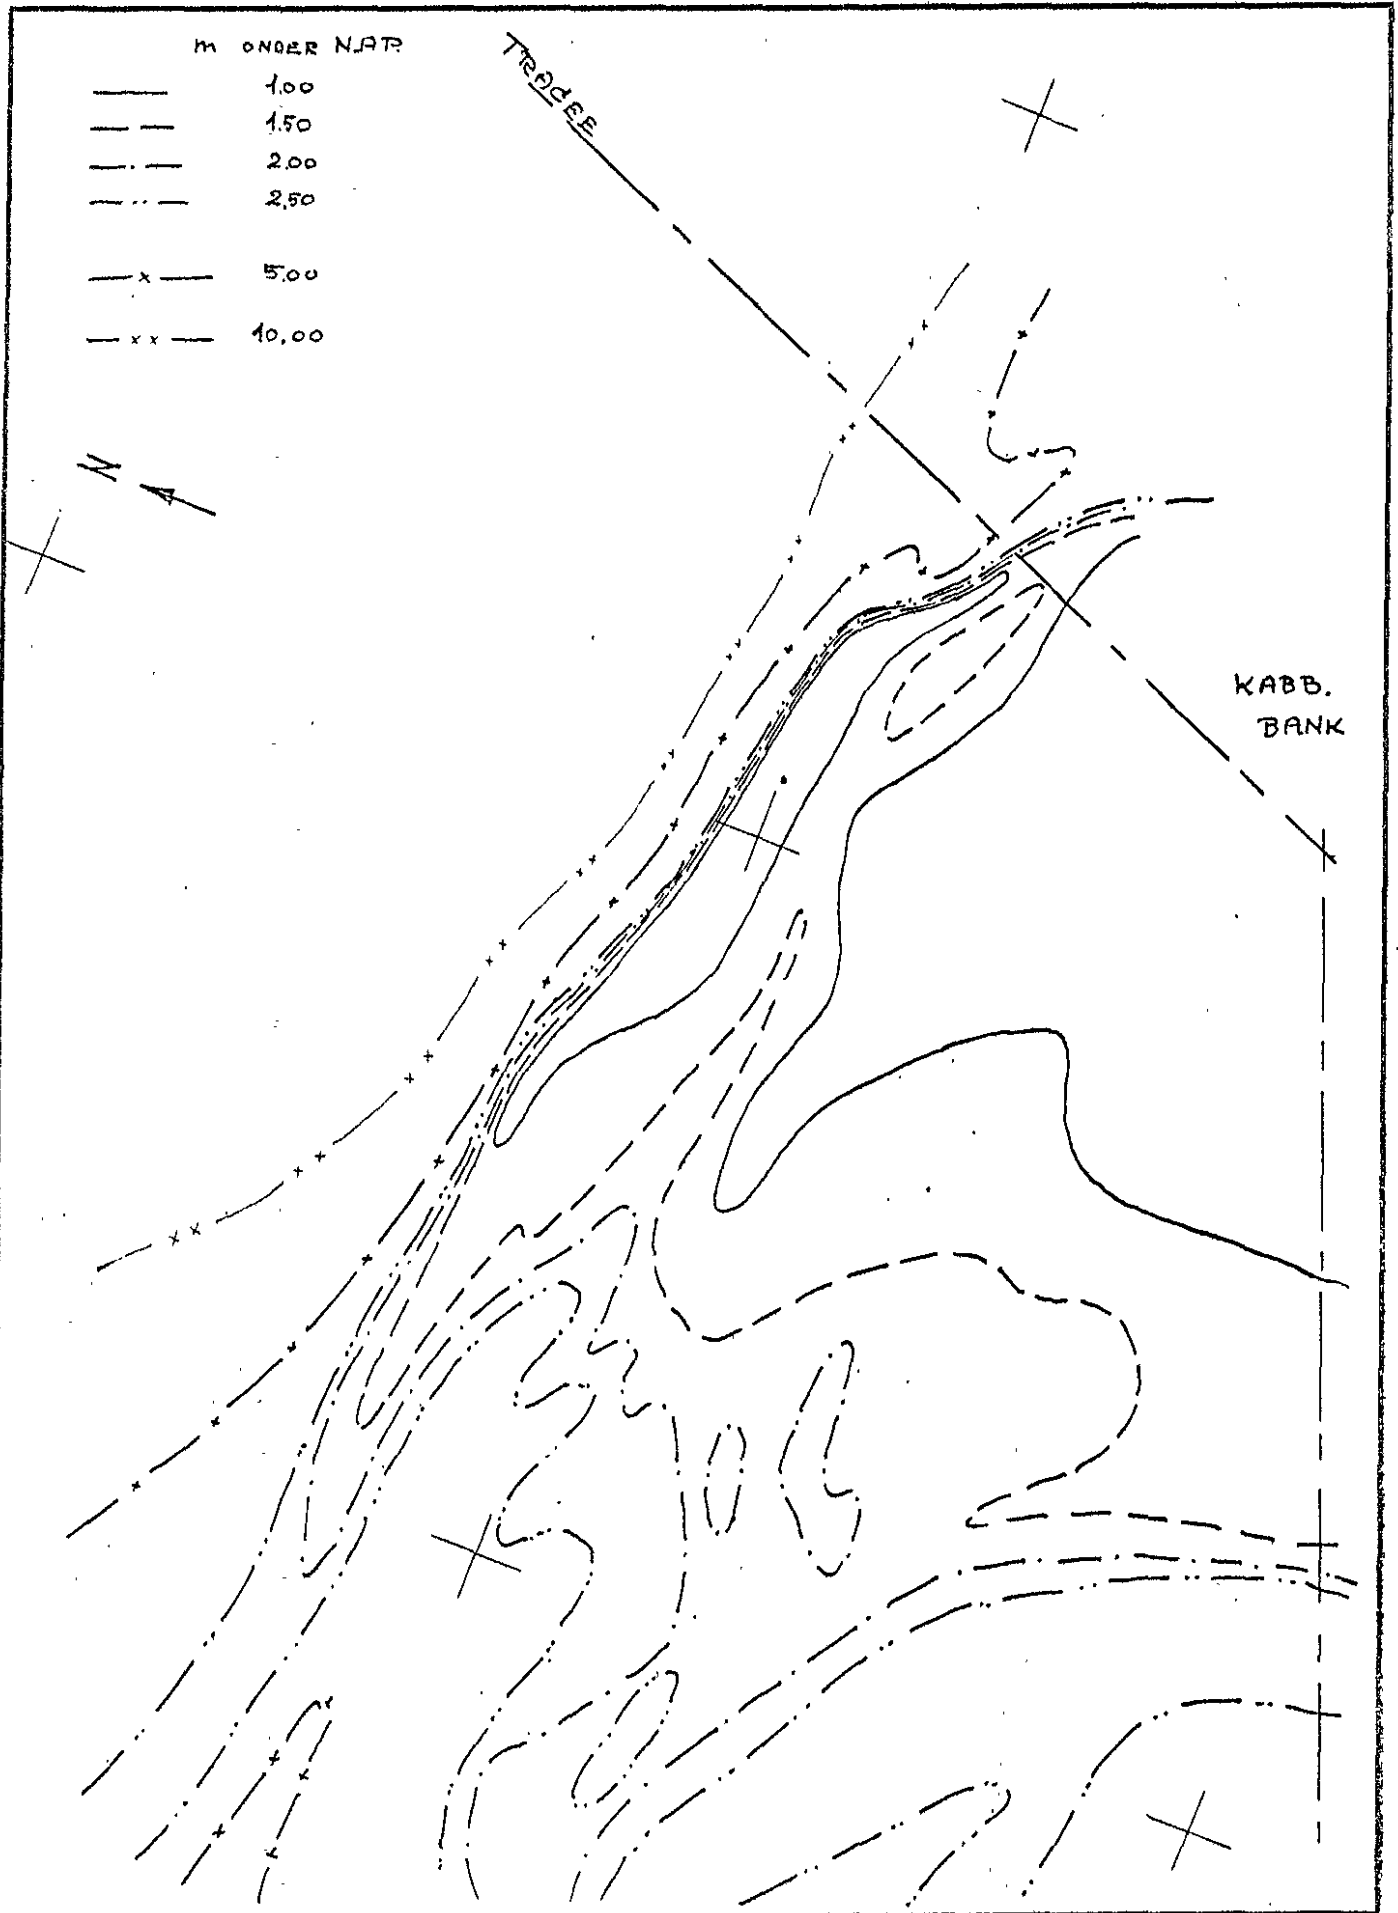 m ONDER N.A.P.
1.00
1.50
2.00
2,50
5.00
10,00
TRACEE
N
KABB.
BANK